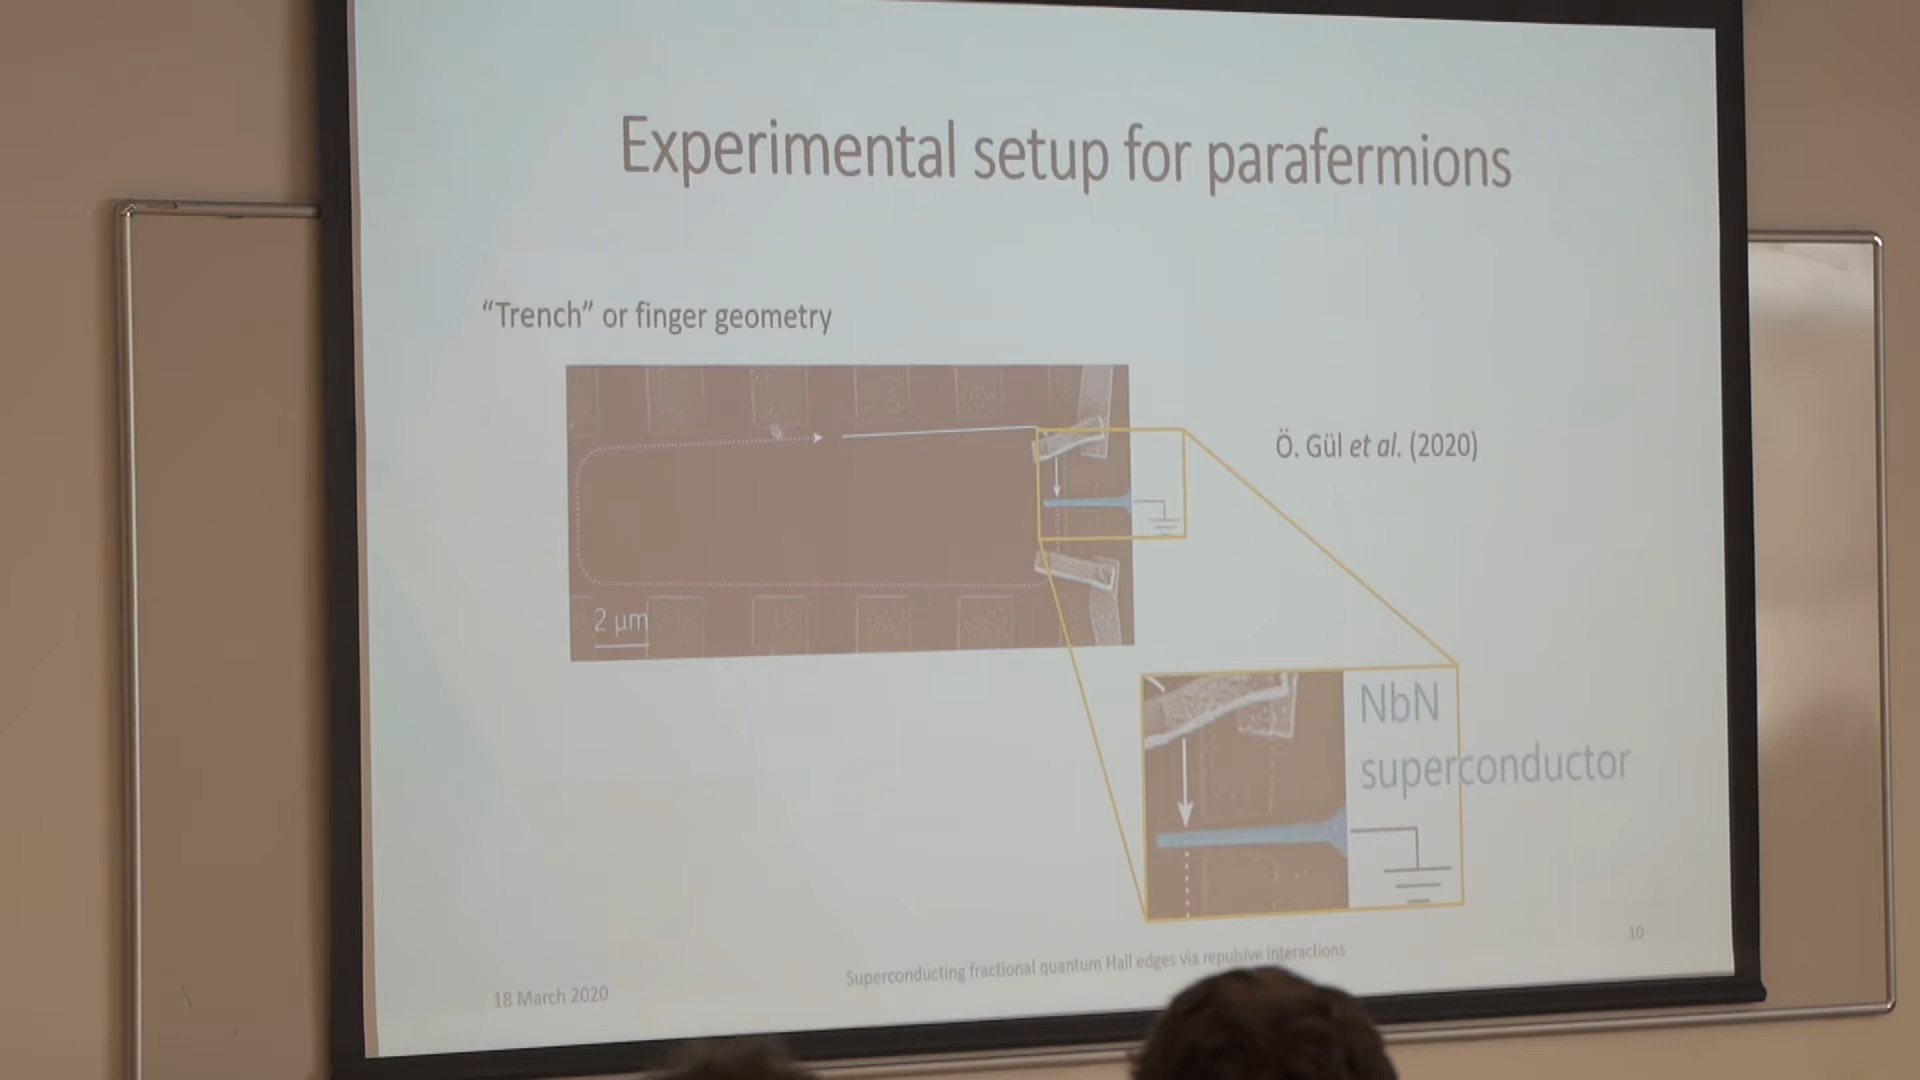 Experimental setup for parafermions
“Trench” or finger geometry
Ö. Gül et al. (2020)
2 μm
NbN
superconductor
10
Superconducting fractional quantum Hall edges via repulsive interactions
18 March 2020